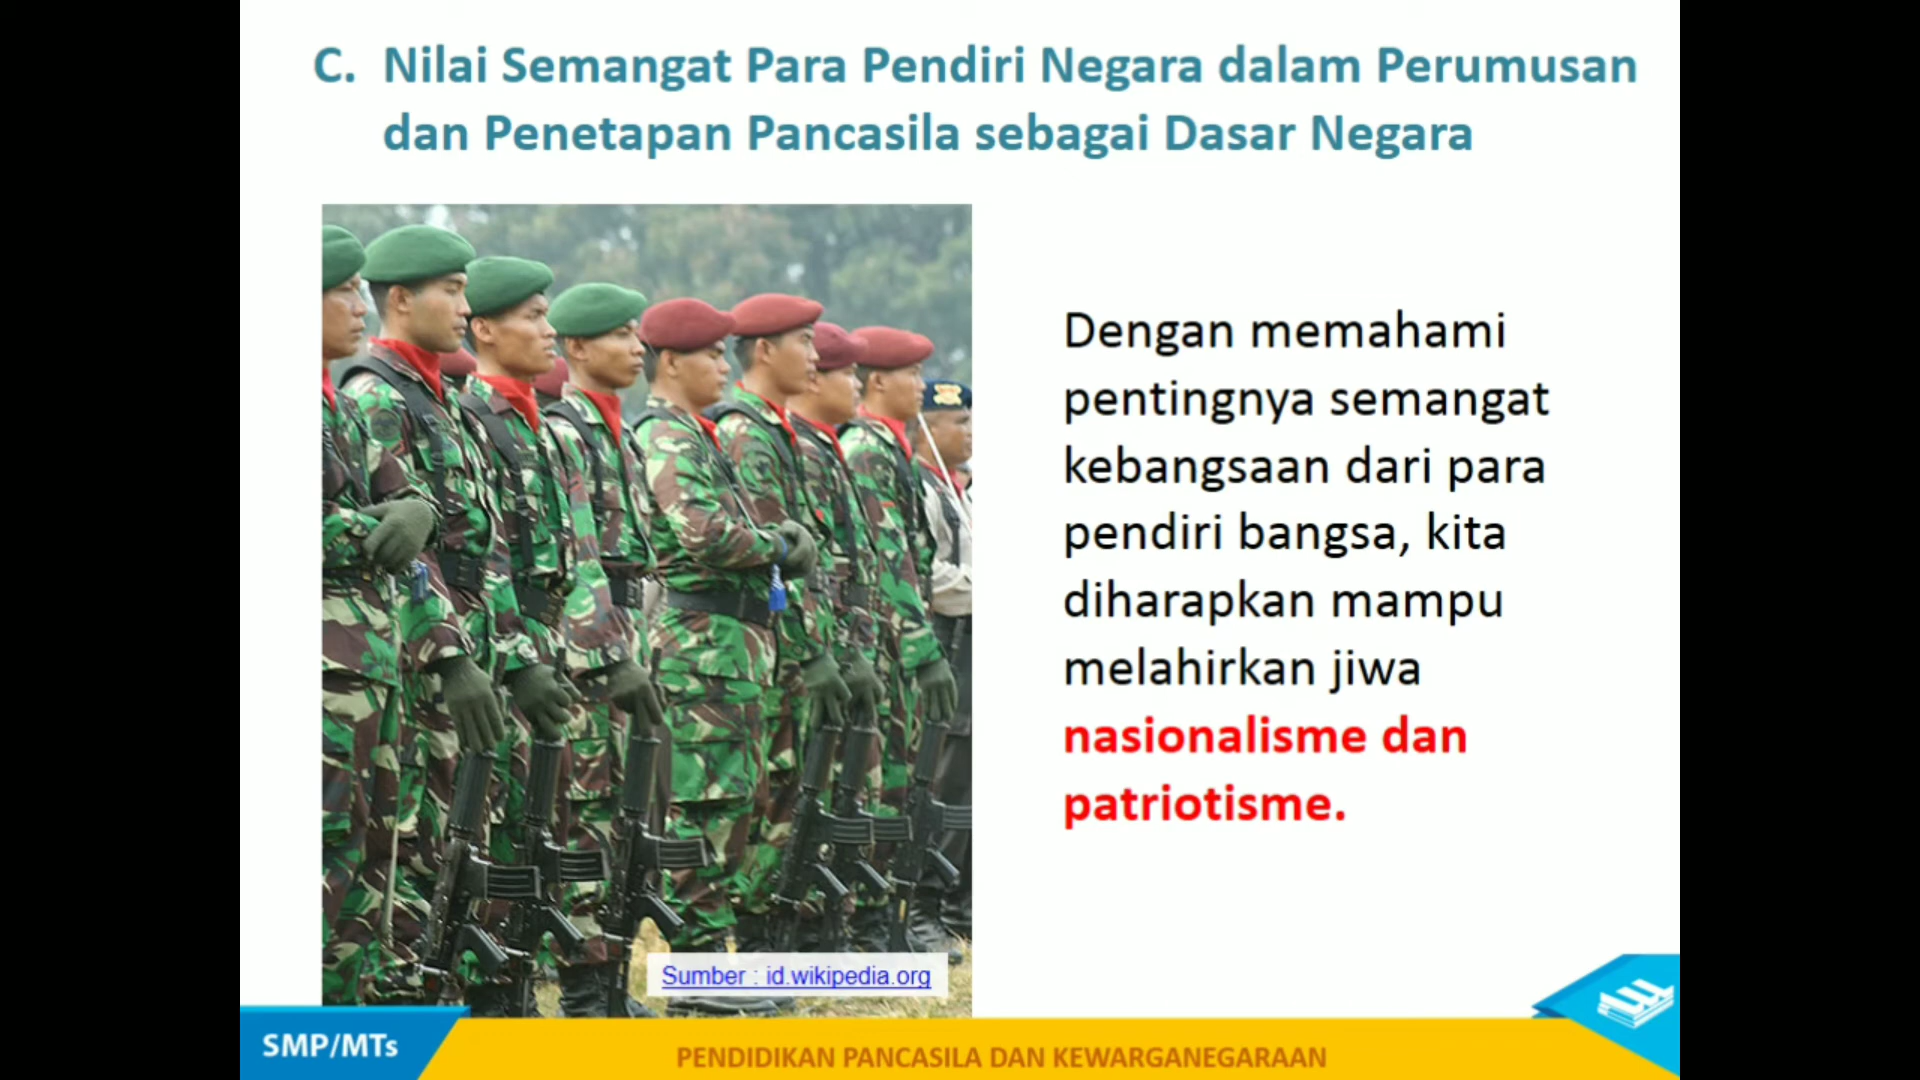 C. Nilai Semangat Para Pendiri Negara dalam Perumusan
dan Penetapan Pancasila sebagai Dasar Negara
Dengan memahami
pentingnya semangat
kebangsaan dari para
pendiri bangsa, kita
diharapkan mampu
melahirkan jiwa
nasionalisme dan
patriotisme.
Sumber : id.wikipedia.org
SMP/MTs
PENDIDIKAN PANCASILA DAN KEWARGANEGARAAN